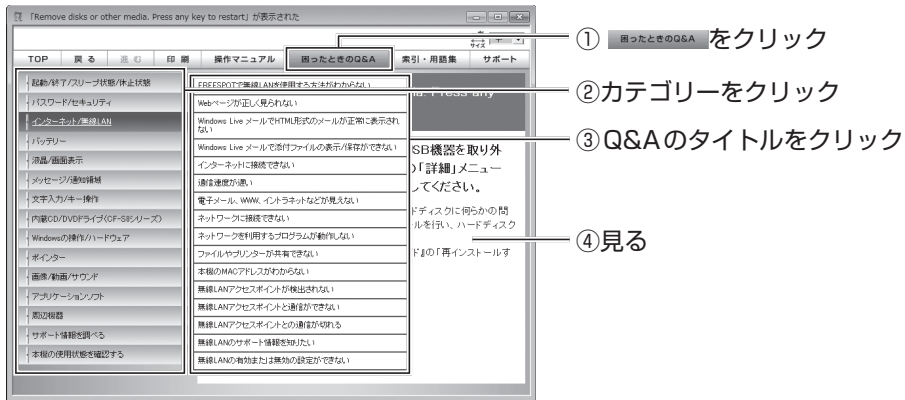 「Remove disks or other media. Press any key to restart」が表示された
サイズ 中
TOP 戻る 進む 印刷 操作マニュアル 困ったときのQ&A 索引・用語集 サポート
起動/終了/スリープ状態/休止状態
パスワード/セキュリティ
インターネット/無線LAN
バッテリー
液晶/画面表示
メッセージ/通知領域
文字入力/キー操作
内蔵CD/DVDドライブ(CF-S8シリーズ)
Windowsの操作/ハードウェア
ポインター
画像/動画/サウンド
アプリケーションソフト
周辺機器
サポート情報を調べる
本機の使用状態を確認する
FREESPOTで無線LANを使用する方法がわからない
Webページが正しく見られない
Windows Live メールでHTML形式のメールが正常に表示され
ない
Windows Live メールで添付ファイルの表示/保存ができない
インターネットに接続できない
通信速度が遅い
電子メール、WWW、イントラネットなどが見えない
ネットワークに接続できない
ネットワークを利用するプログラムが動作しない
ファイルやプリンターが共有できない
本機のMACアドレスがわからない
無線LANアクセスポイントが検出されない
無線LANアクセスポイントと通信ができない
無線LANアクセスポイントとの通信が切れる
無線LANのサポート情報を知りたい
無線LANの有効または無効の設定ができない
Press any
SB機器を取り外
の「詳細」メニュー
してください。
ドディスクに何らかの問
ルを行い、ハードディスク
ド』の「再インストールす
① 困ったときのQ&A をクリック
②カテゴリーをクリック
③Q&Aのタイトルをクリック
④見る